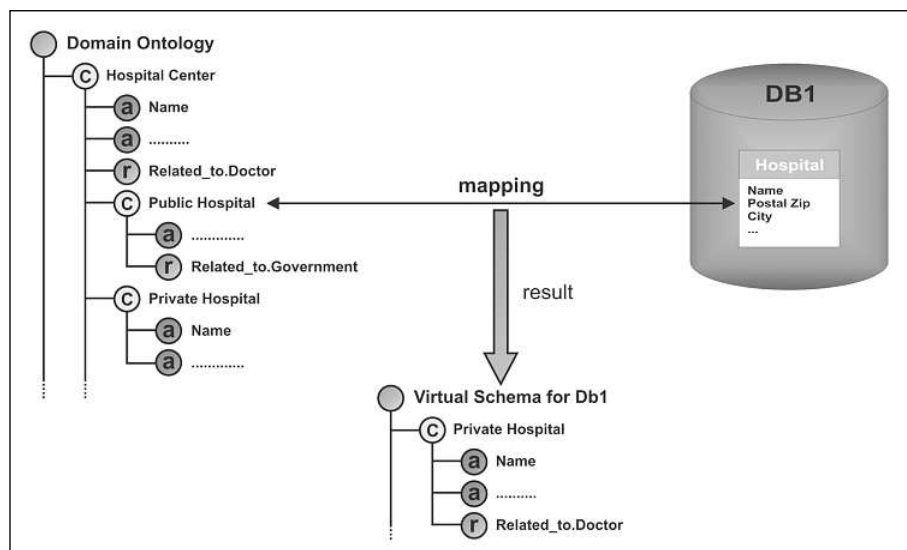 Domain Ontology
C Hospital Center
a Name
a ..........
r Related_to.Doctor
C Public Hospital
a .............
r Related_to.Government
C Private Hospital
a Name
a .............
mapping
result
DB1
Hospital
Name
Postal Zip
City
...
Virtual Schema for Db1
C Private Hospital
a Name
a ..........
r Related_to.Doctor